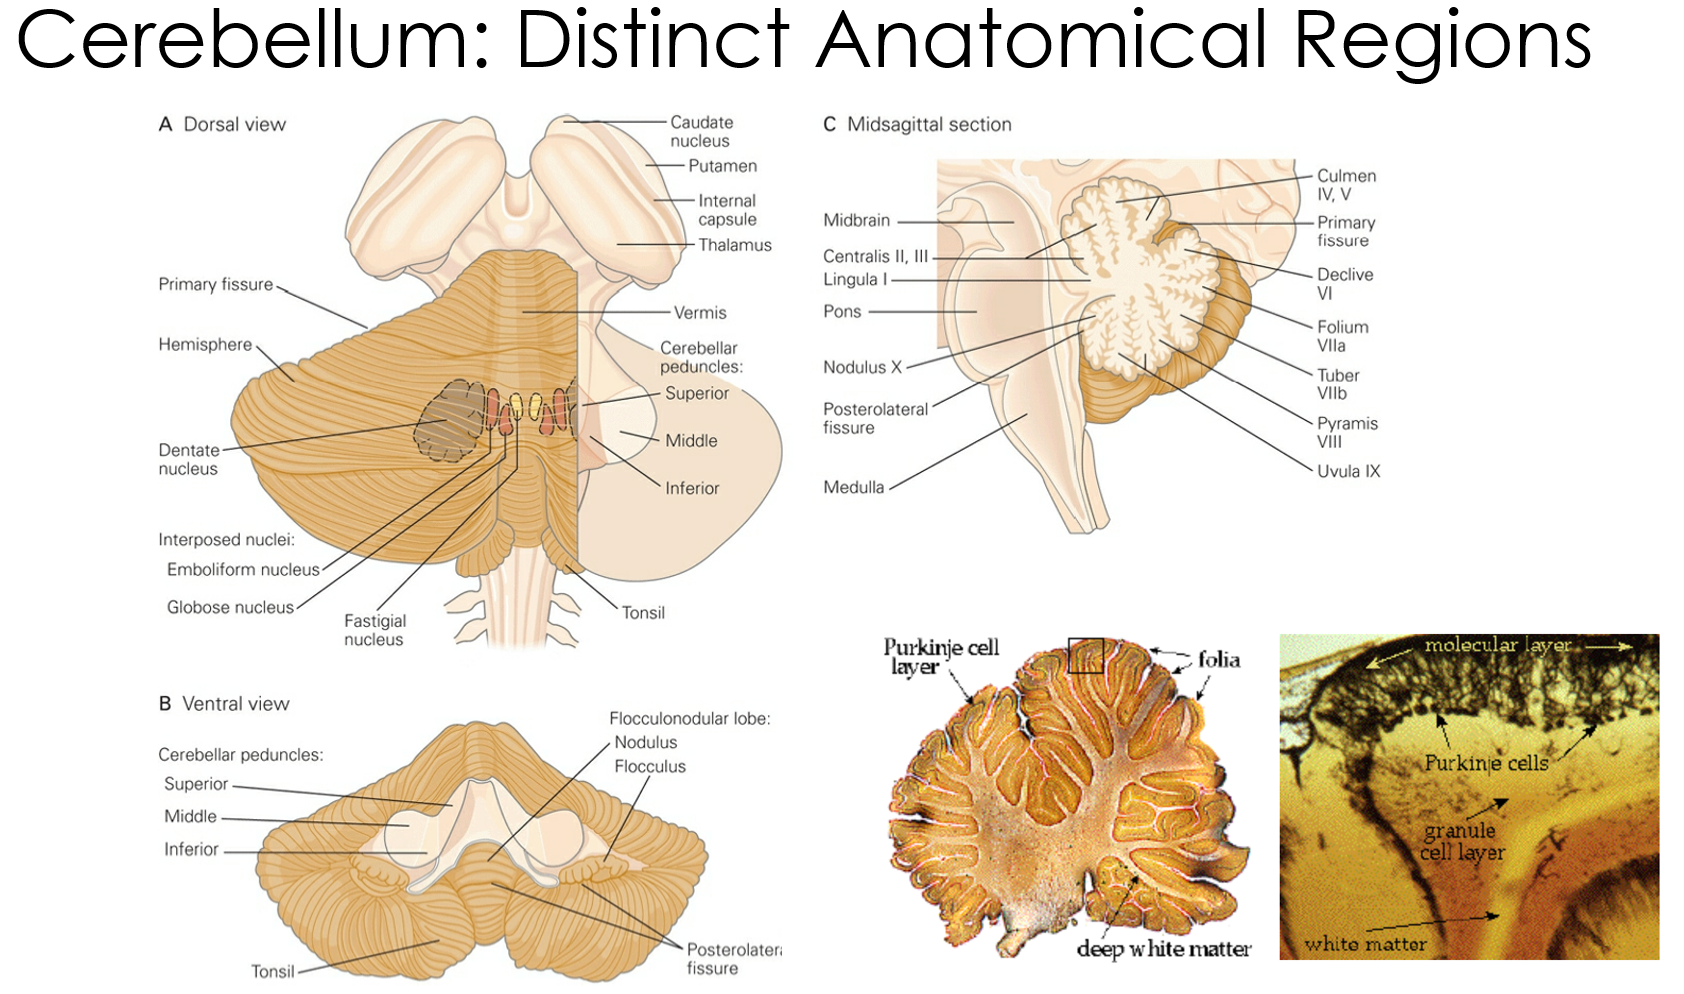 Cerebellum: Distinct Anatomical Regions
A Dorsal view
Caudate
nucleus
Putamen
Internal
capsule
Thalamus
Primary fissure
Vermis
Hemisphere
Cerebellar
peduncles:
Superior
Middle
Inferior
Dentate
nucleus
Interposed nuclei:
Emboliform nucleus
Globose nucleus
Fastigial
nucleus
Tonsil
B Ventral view
Flocculonodular lobe:
Nodulus
Flocculus
Cerebellar peduncles:
Superior
Middle
Inferior
Posterolatera
fissure
Tonsil
C Midsagittal section
Culmen
IV, V
Midbrain
Primary
fissure
Centralis II, III
Lingula I
Declive
VI
Pons
Folium
VIIa
Nodulus X
Tuber
VIIb
Posterolateral
fissure
Pyramis
VIII
Uvula IX
Medulla
Purkinje cell
layer
folia
deep white matter
molecular layer
Purkinje cells
granule
cell layer
white matter